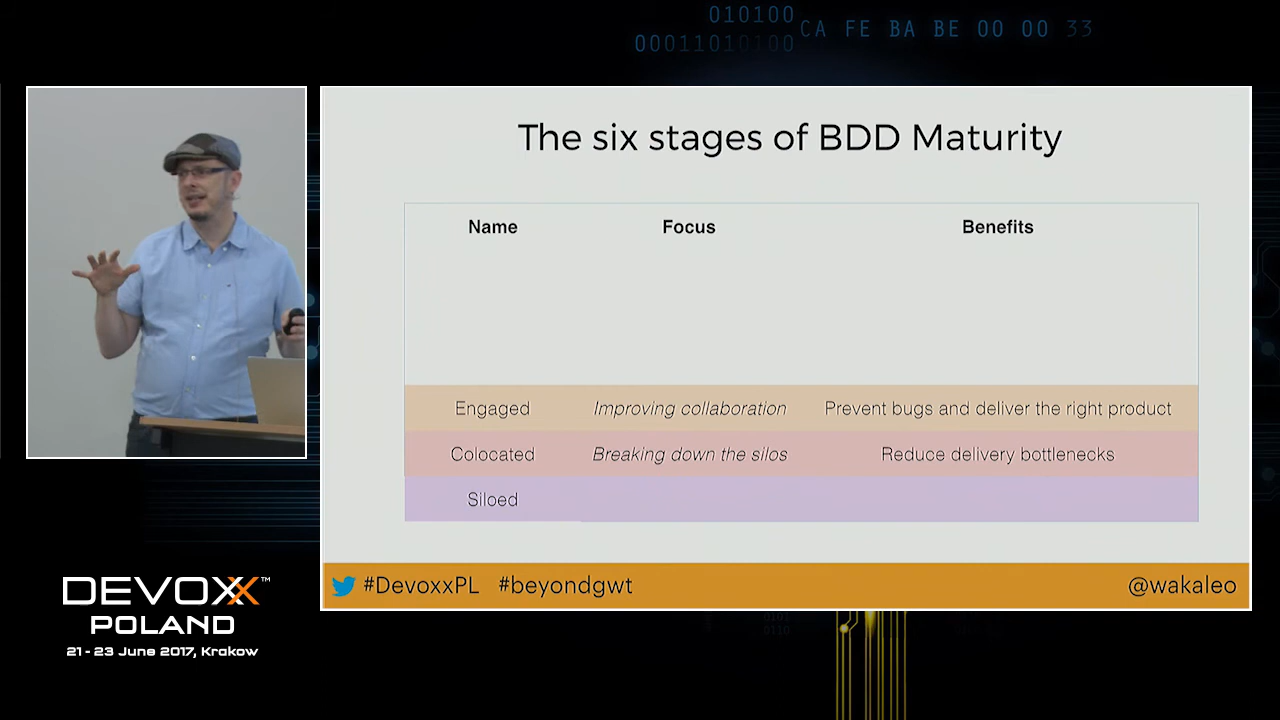 010100
00011010100
CA FE BA BE 00 00 33
The six stages of BDD Maturity
Name Focus Benefits
Engaged Improving collaboration Prevent bugs and deliver the right product
Colocated Breaking down the silos Reduce delivery bottlenecks
Siloed
#DevoxxPL #beyondgwt @wakaleo
DEVOXX™
POLAND
21 - 23 June 2017, Krakow